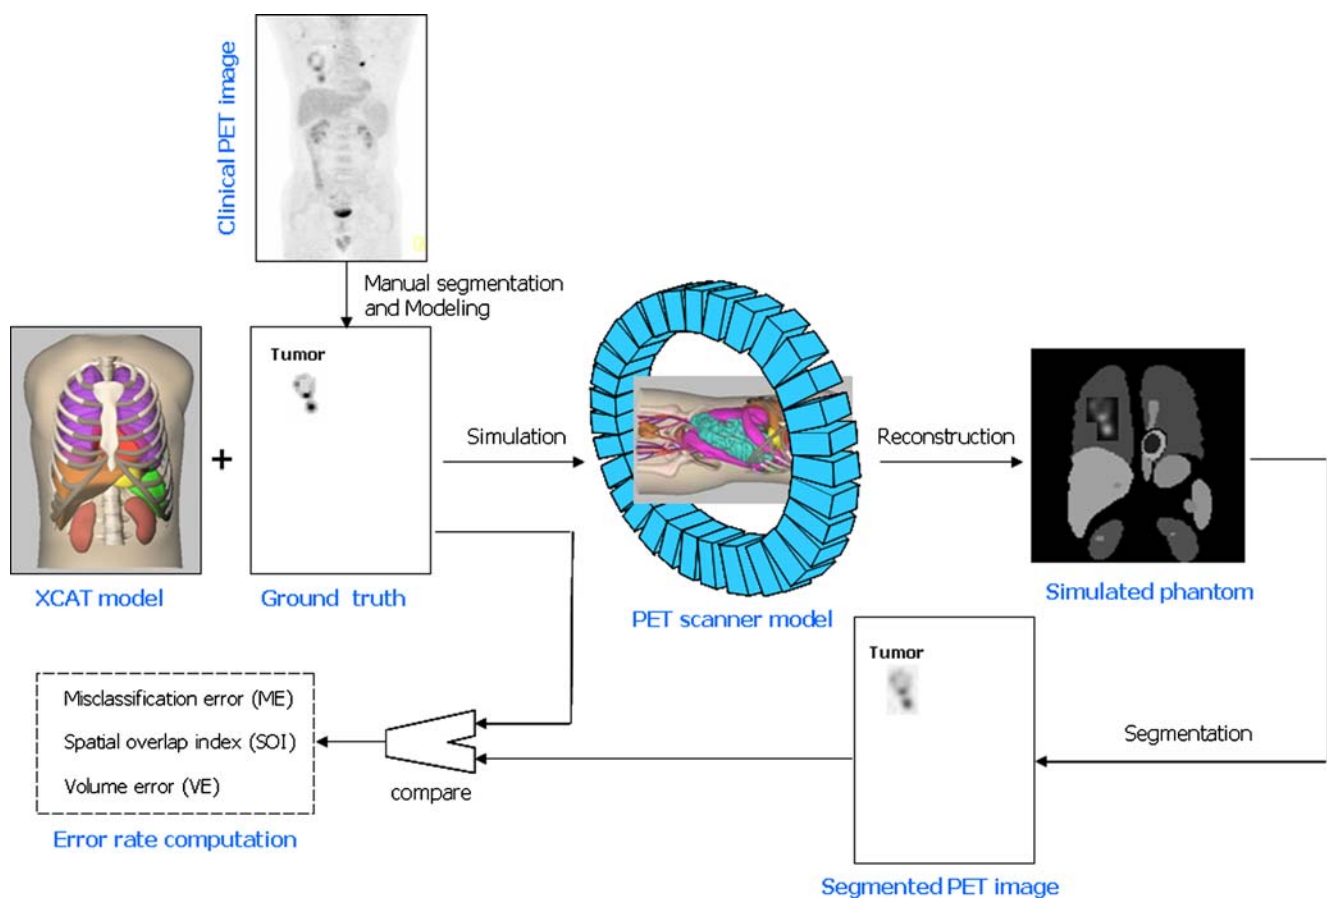 Clinical PET image
Manual segmentation
and Modeling
Tumor
+
Simulation
Reconstruction
XCAT model
Ground truth
PET scanner model
Simulated phantom
Tumor
Misclassification error (ME)
Spatial overlap index (SOI)
Volume error (VE)
compare
Segmentation
Error rate computation
Segmented PET image